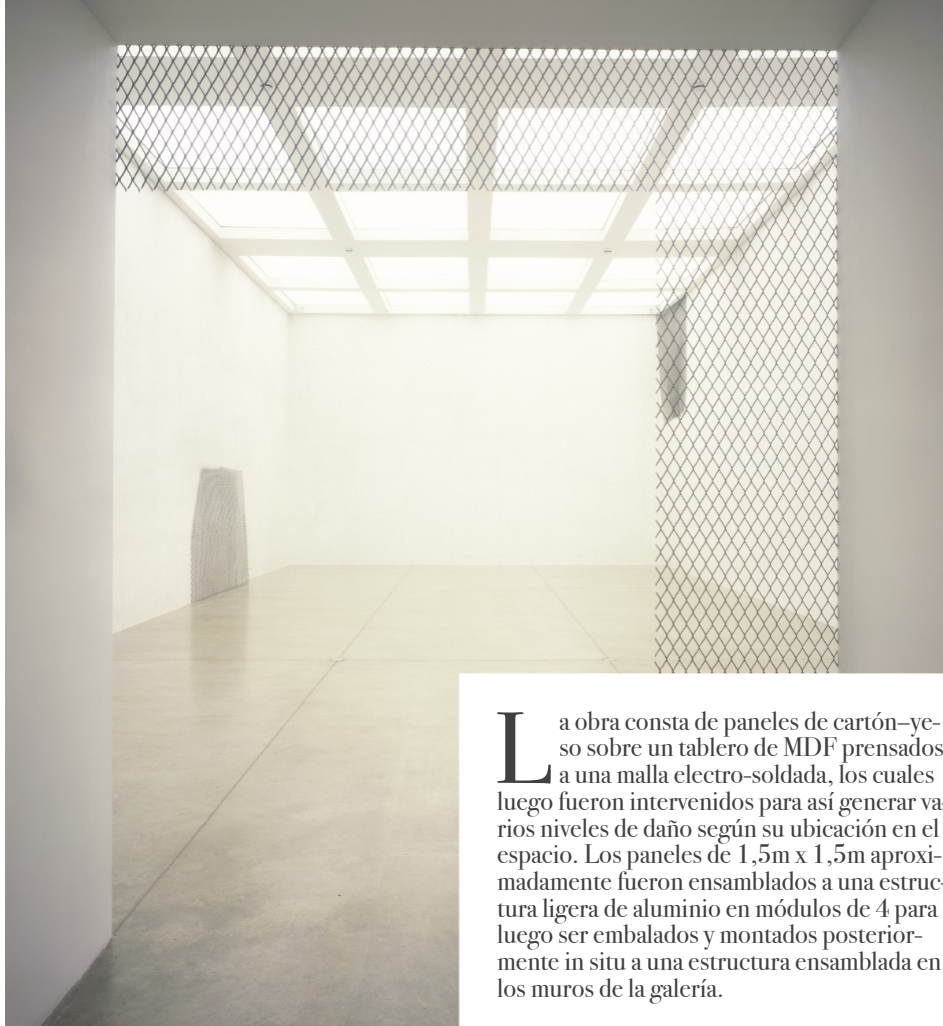 La obra consta de paneles de cartón–ye-
so sobre un tablero de MDF prensados
a una malla electro-soldada, los cuales
luego fueron intervenidos para así generar va-
rios niveles de daño según su ubicación en el
espacio. Los paneles de 1,5m x 1,5m aproxi-
madamente fueron ensamblados a una estruc-
tura ligera de aluminio en módulos de 4 para
luego ser embalados y montados posterior-
mente in situ a una estructura ensamblada en
los muros de la galería.